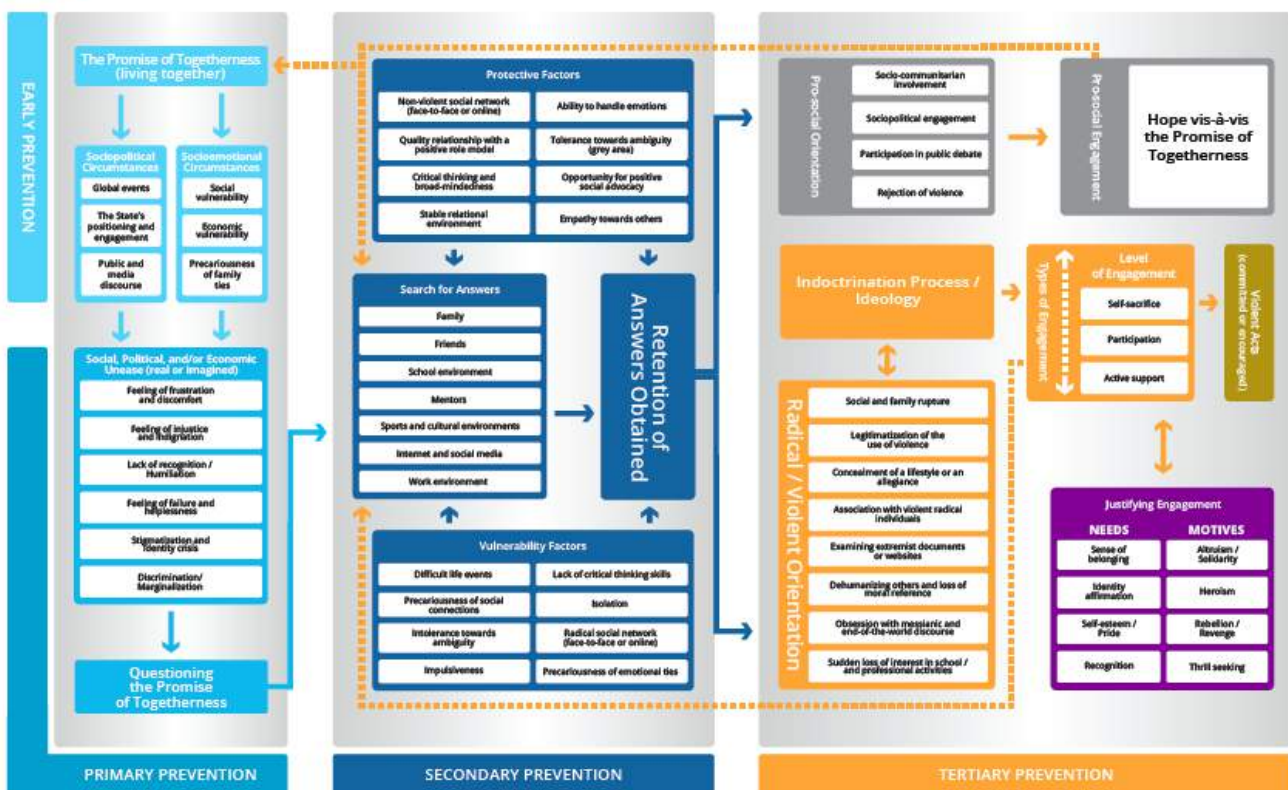 EARLY PREVENTION
The Promise of Togetherness
(living together)
Sociopolitical
Circumstances
Global events
The State's
positioning and
engagement
Public and
media
discourse
Socioemotional
Circumstances
Social
vulnerability
Economic
vulnerability
Precariousness
of family
ties
Social, Political, and/or Economic
Unease (real or imagined)
Feeling of frustration
and discomfort
Feeling of injustice
and indignation
Lack of recognition /
Humiliation
Feeling of failure and
helplessness
Stigmatization and
identity crisis
Discrimination/
Marginalization
Questioning
the Promise
of Togetherness
PRIMARY PREVENTION
Protective Factors
Non-violent social network
(face-to-face or online)
Ability to handle emotions
Quality relationship with a
positive role model
Tolerance towards ambiguity
(grey area)
Critical thinking and
broad-mindedness
Opportunity for positive
social advocacy
Stable relational
environment
Empathy towards others
Search for Answers
Family
Friends
School environment
Mentors
Sports and cultural environments
Internet and social media
Work environment
Retention of
Answers Obtained
Vulnerability Factors
Difficult life events
Lack of critical thinking skills
Precariousness of social
connections
Isolation
Intolerance towards
ambiguity
Radical social network
(face-to-face or online)
Impulsiveness
Precariousness of emotional ties
SECONDARY PREVENTION
Pro-social Orientation
Socio-communitarian
involvement
Sociopolitical engagement
Participation in public debate
Rejection of violence
Pro-social Engagement
Hope vis-à-vis
the Promise of
Togetherness
Indoctrination Process /
Ideology
Types of Engagement
Level
of Engagement
Self-sacrifice
Participation
Active support
Violent Acts
(committed or encouraged)
Radical / Violent Orientation
Social and family rupture
Legitimatization of the
use of violence
Concealment of a lifestyle or an
allegiance
Association with violent radical
individuals
Examining extremist documents
or websites
Dehumanizing others and loss of
moral reference
Obsession with messianic and
end-of-the-world discourse
Sudden loss of interest in school /
and professional activities
Justifying Engagement
NEEDS
MOTIVES
Sense of
belonging
Altruism /
Solidarity
Identity
affirmation
Heroism
Self-esteem /
Pride
Rebellion /
Revenge
Recognition
Thrill seeking
TERTIARY PREVENTION